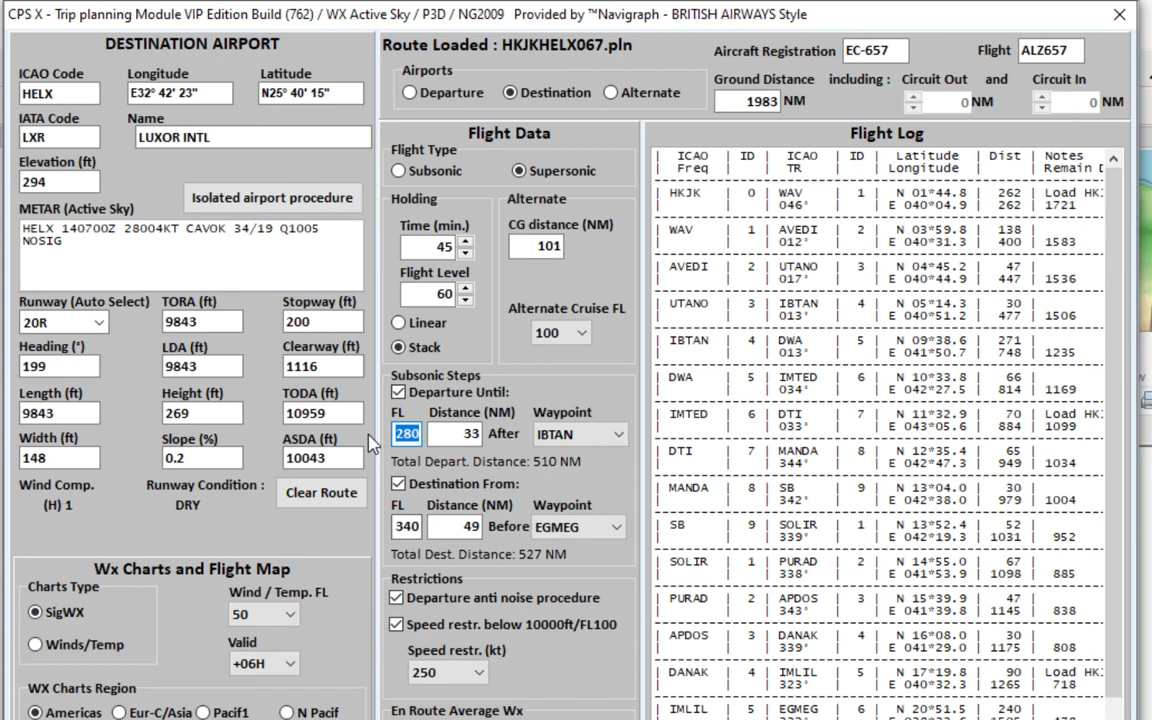 CPS X - Trip planning Module VIP Edition Build (762) / WX Active Sky / P3D / NG2009 Provided by ™Navigraph - BRITISH AIRWAYS Style
DESTINATION AIRPORT
ICAO Code Longitude Latitude
HELX E32° 42' 23" N25° 40' 15"
IATA Code Name
LXR LUXOR INTL
Elevation (ft)
294
Isolated airport procedure
METAR (Active Sky)
HELX 140700Z 28004KT CAVOK 34/19 Q1005
NOSIG
Runway (Auto Select) TORA (ft) Stopway (ft)
20R 9843 200
Heading (°) LDA (ft) Clearway (ft)
199 9843 1116
Length (ft) Height (ft) TODA (ft)
9843 269 10959
Width (ft) Slope (%) ASDA (ft)
148 0.2 10043
Wind Comp. Runway Condition :
(H) 1 DRY
Clear Route
Wx Charts and Flight Map
Charts Type Wind / Temp. FL
SigWX 50
Winds/Temp Valid
+06H
WX Charts Region
Americas Eur-C/Asia Pacif1 N Pacif
Route Loaded : HKJKHELX067.pln
Airports
Departure Destination Alternate
Aircraft Registration EC-657 Flight ALZ657
Ground Distance including : Circuit Out and Circuit In
1983 NM 0 NM 0 NM
Flight Data
Flight Type
Subsonic Supersonic
Holding
Time (min.)
45
Flight Level
60
Linear
Stack
Alternate
CG distance (NM)
101
Alternate Cruise FL
100
Subsonic Steps
Departure Until:
FL Distance (NM) Waypoint
280 33 After IBTAN
Total Depart. Distance: 510 NM
Destination From:
FL Distance (NM) Waypoint
340 49 Before EGMEG
Total Dest. Distance: 527 NM
Restrictions
Departure anti noise procedure
Speed restr. below 10000ft/FL100
Speed restr. (kt)
250
En Route Average Wx
Flight Log
| ICAO | ID | ICAO | ID | Latitude | Dist | Notes
| Freq | | TR | | Longitude | | Remain D
| HKJK | 0 | WAV | 1 | N 01*44.8 | 262 | Load HK
| | | 046° | | E 040*04.9 | 262 | 1721
| WAV | 1 | AVEDI | 2 | N 03*59.8 | 138 |
| | | 012° | | E 040*31.3 | 400 | 1583
| AVEDI | 2 | UTANO | 3 | N 04*45.2 | 47 |
| | | 017° | | E 040*44.9 | 447 | 1536
| UTANO | 3 | IBTAN | 4 | N 05*14.3 | 30 |
| | | 013° | | E 040*51.2 | 477 | 1506
| IBTAN | 4 | DWA | 5 | N 09*38.6 | 271 |
| | | 013° | | E 041*50.7 | 748 | 1235
| DWA | 5 | IMTED | 6 | N 10*33.8 | 66 |
| | | 034° | | E 042*27.5 | 814 | 1169
| IMTED | 6 | DTI | 7 | N 11*32.9 | 70 | Load HK
| | | 033° | | E 043*05.6 | 884 | 1099
| DTI | 7 | MANDA | 8 | N 12*35.4 | 65 |
| | | 344° | | E 042*47.3 | 949 | 1034
| MANDA | 8 | SB | 9 | N 13*04.0 | 30 |
| | | 342° | | E 042*38.0 | 979 | 1004
| SB | 9 | SOLIR | 1 | N 13*52.4 | 52 |
| | | 339° | | E 042*19.3 | 1031 | 952
| SOLIR | 1 | PURAD | 2 | N 14*55.0 | 67 |
| | | 338° | | E 041*53.9 | 1098 | 885
| PURAD | 2 | APDOS | 3 | N 15*39.9 | 47 |
| | | 343° | | E 041*39.8 | 1145 | 838
| APDOS | 3 | DANAK | 4 | N 16*08.0 | 30 |
| | | 339° | | E 041*29.0 | 1175 | 808
| DANAK | 4 | IMLIL | 5 | N 17*19.8 | 90 | Load HK
| | | 323° | | E 040*32.3 | 1265 | 718
| IMLIL | 5 | EGMEG | 6 | N 20*51.5 | 240 |